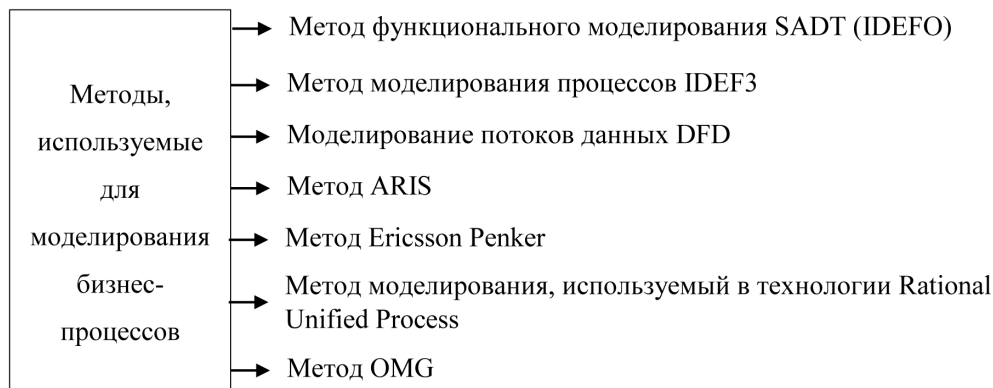 Методы,
используемые
для
моделирования
бизнес-
процессов
Метод функционального моделирования SADT (IDEFO)
Метод моделирования процессов IDEF3
Моделирование потоков данных DFD
Метод ARIS
Метод Ericsson Penker
Метод моделирования, используемый в технологии Rational
Unified Process
Метод OMG